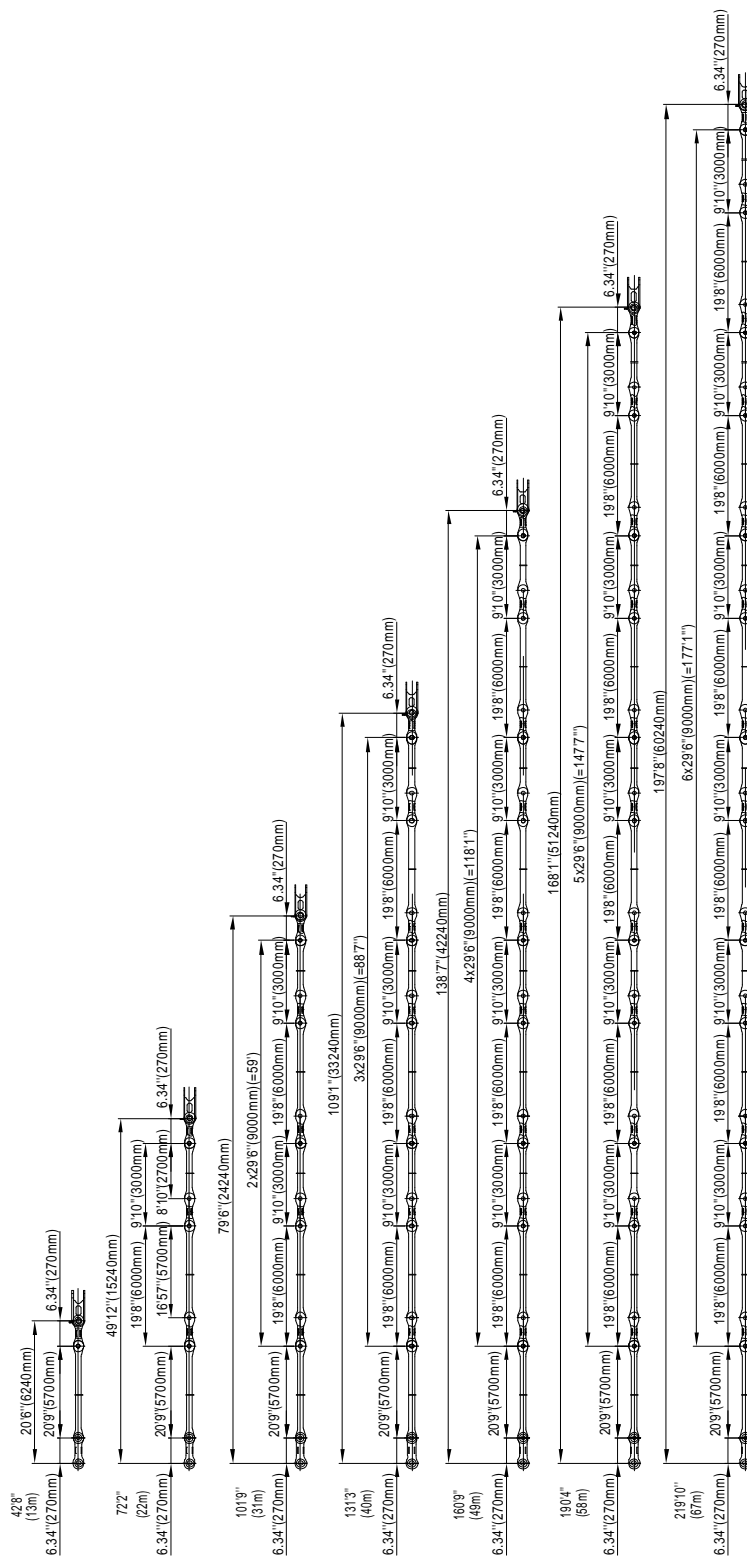 42'8"
(13m)
20'6"(6240mm)
6.34"(270mm)
20'9"(5700mm)
6.34"(270mm)
72'2"
(22m)
49'12"(15240mm)
19'8"(6000mm)
9'10"(3000mm)
6.34"(270mm)
20'9"(5700mm)
16'57"(5700mm)
8'10"(2700mm)
6.34"(270mm)
101'9"
(31m)
79'6"(24240mm)
2x29'6"(9000mm)(=59')
6.34"(270mm)
20'9"(5700mm)
19'8"(6000mm)
9'10"(3000mm)
19'8"(6000mm)
9'10"(3000mm)
6.34"(270mm)
131'3"
(40m)
109'1"(33240mm)
3x29'6"(9000mm)(=88'7")
6.34"(270mm)
20'9"(5700mm)
19'8"(6000mm)
9'10"(3000mm)
19'8"(6000mm)
9'10"(3000mm)
19'8"(6000mm)
9'10"(3000mm)
6.34"(270mm)
160'9"
(49m)
138'7"(42240mm)
4x29'6"(9000mm)(=118'1")
6.34"(270mm)
20'9"(5700mm)
19'8"(6000mm)
9'10"(3000mm)
19'8"(6000mm)
9'10"(3000mm)
19'8"(6000mm)
9'10"(3000mm)
19'8"(6000mm)
9'10"(3000mm)
6.34"(270mm)
190'4"
(58m)
168'1"(51240mm)
5x29'6"(9000mm)(=147'7"')
6.34"(270mm)
20'9"(5700mm)
19'8"(6000mm)
9'10"(3000mm)
19'8"(6000mm)
9'10"(3000mm)
19'8"(6000mm)
9'10"(3000mm)
19'8"(6000mm)
9'10"(3000mm)
19'8"(6000mm)
9'10"(3000mm)
6.34"(270mm)
219'10"
(67m)
197'8"(60240mm)
6x29'6"(9000mm)(=177'1"')
6.34"(270mm)
20'9"(5700mm)
19'8"(6000mm)
9'10"(3000mm)
19'8"(6000mm)
9'10"(3000mm)
19'8"(6000mm)
9'10"(3000mm)
19'8"(6000mm)
9'10"(3000mm)
19'8"(6000mm)
9'10"(3000mm)
19'8"(6000mm)
9'10"(3000mm)
6.34"(270mm)